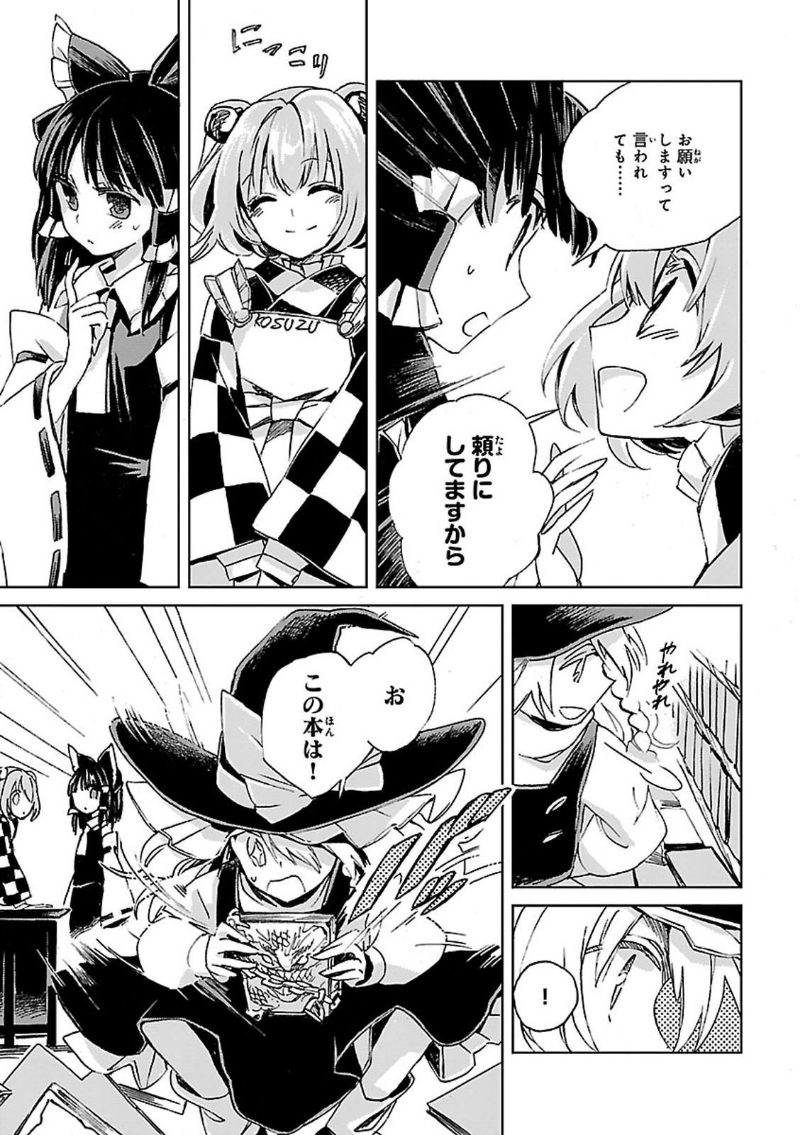 お願い
しますって
言われ
ても……
頼りに
してますから
にっこり
KOSUZU
やれやれ
！
お
この本は！